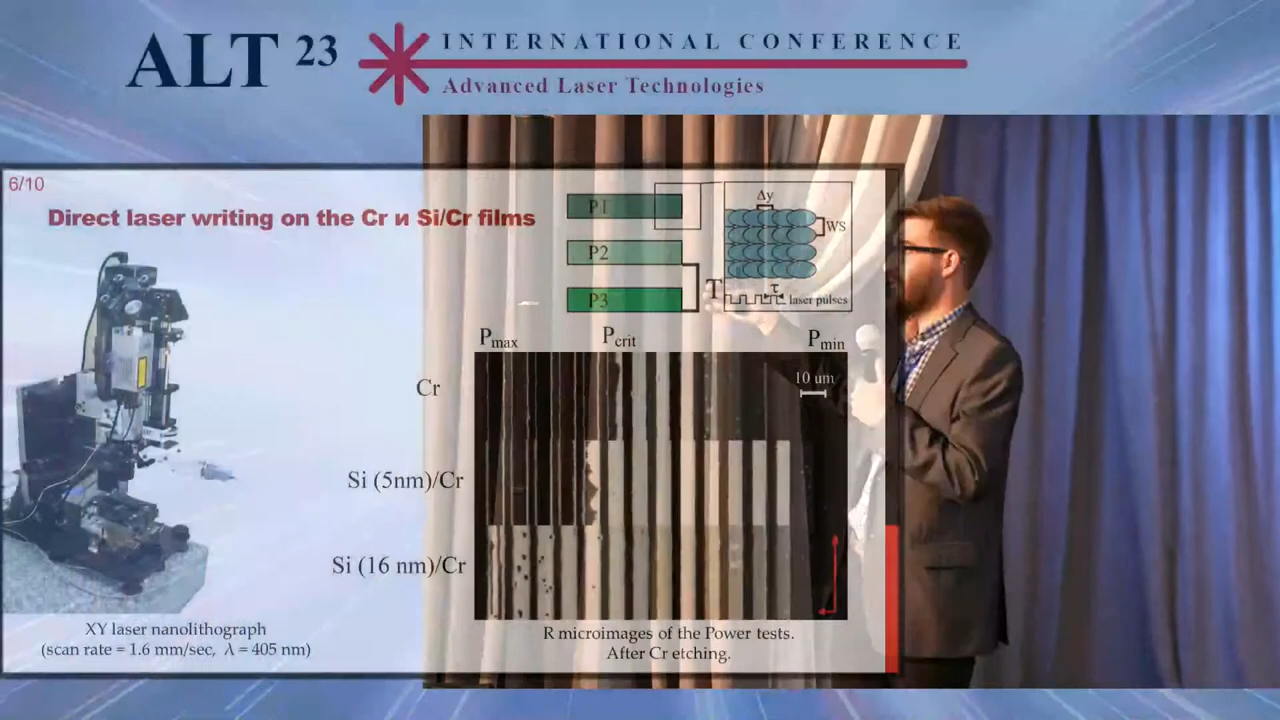 ALT 23
INTERNATIONAL CONFERENCE
Advanced Laser Technologies
6/10
Direct laser writing on the Cr и Si/Cr films
P1
P2
P3
T
Δy
WS
τ
laser pulses
Pmax
Pcrit
Pmin
10 um
Cr
Si (5nm)/Cr
Si (16 nm)/Cr
XY laser nanolithograph
(scan rate = 1.6 mm/sec, λ = 405 nm)
R microimages of the Power tests.
After Cr etching.